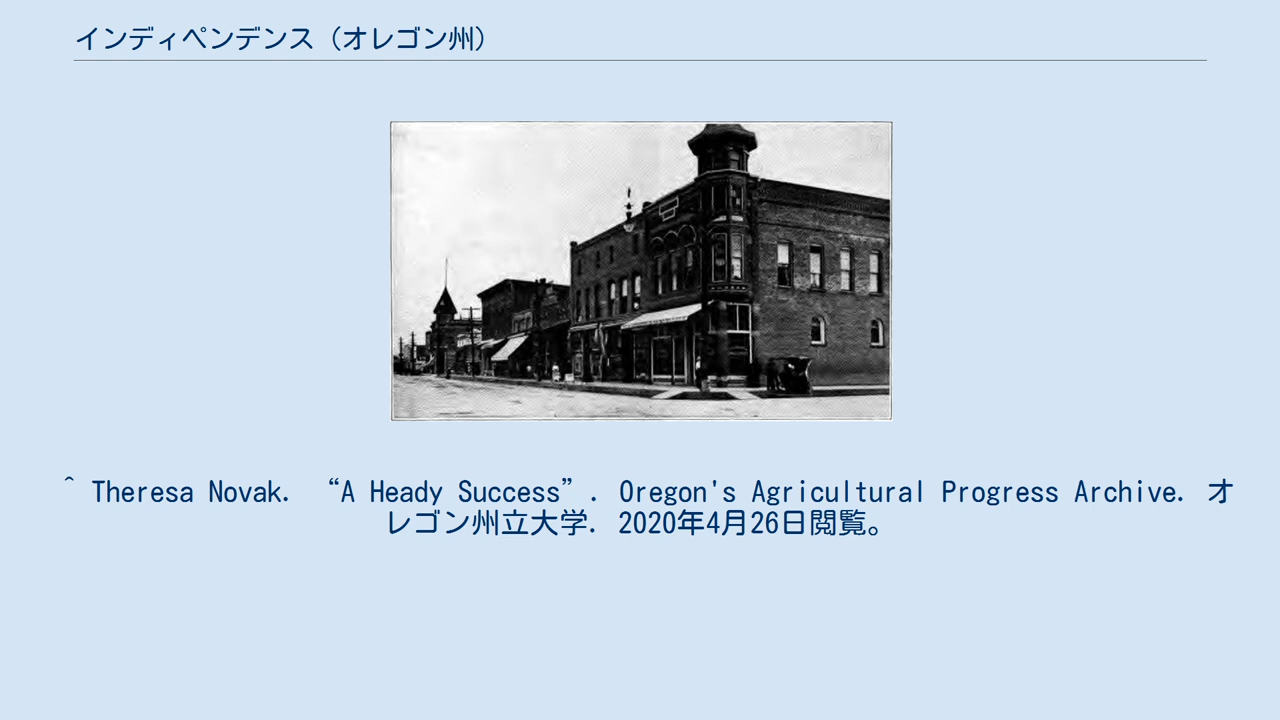 インディペンデンス（オレゴン州）
^ Theresa Novak. “A Heady Success”. Oregon's Agricultural Progress Archive. オ
レゴン州立大学. 2020年4月26日閲覧。